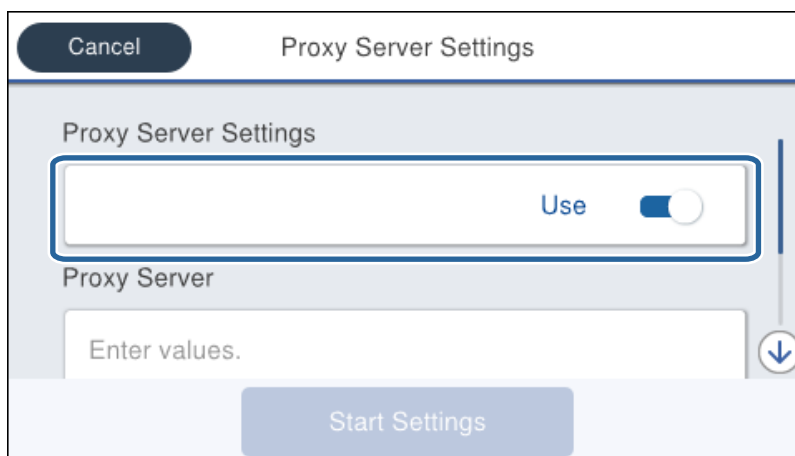 Cancel
Proxy Server Settings
Proxy Server Settings
Use
Proxy Server
Enter values.
Start Settings